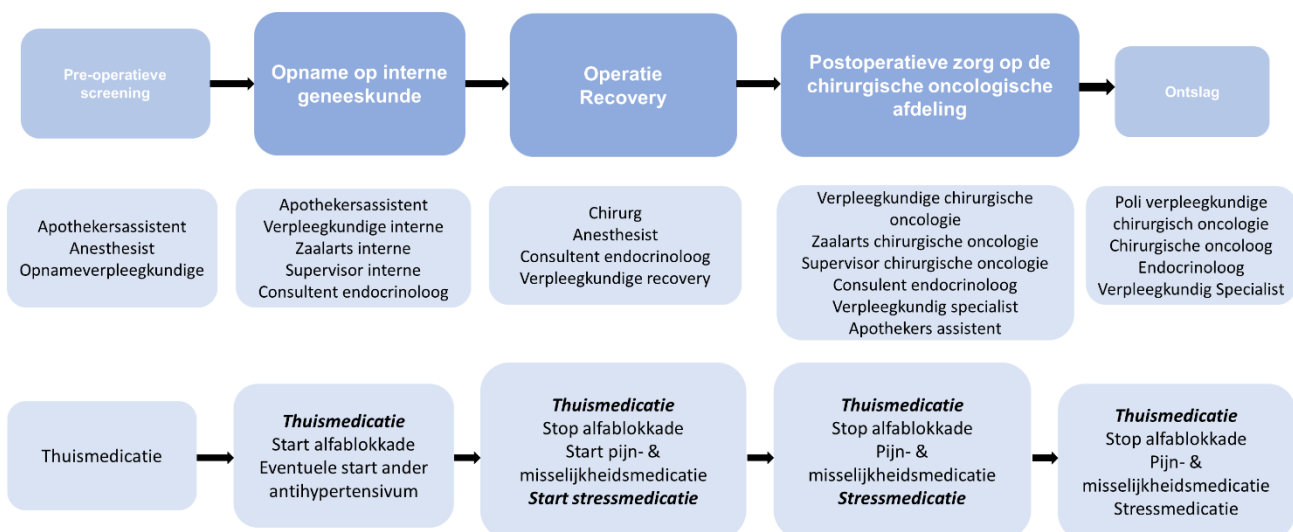 Pre-operatieve
screening
Opname op interne
geneeskunde
Operatie
Recovery
Postoperatieve zorg op de
chirurgische oncologische
afdeling
Ontslag
Apothekersassistent
Anesthesist
Opnameverpleegkundige
Apothekersassistent
Verpleegkundige interne
Zaalarts interne
Supervisor interne
Consultent endocrinoloog
Chirurg
Anesthesist
Consultent endocrinoloog
Verpleegkundige recovery
Verpleegkundige chirurgische
oncologie
Zaalarts chirurgische oncologie
Supervisor chirurgische oncologie
Consulent endocrinoloog
Verpleegkundig specialist
Apothekers assistent
Poli verpleegkundige
chirurgisch oncologie
Chirurgische oncoloog
Endocrinoloog
Verpleegkundig Specialist
Thuismedicatie
Thuismedicatie
Start alfablokkade
Eventuele start ander
antihypertensivum
Thuismedicatie
Stop alfablokkade
Start pijn- &
misselijkheidsmedicatie
Start stressmedicatie
Thuismedicatie
Stop alfablokkade
Pijn- &
misselijkheidsmedicatie
Stressmedicatie
Thuismedicatie
Stop alfablokkade
Pijn- &
misselijkheidsmedicatie
Stressmedicatie